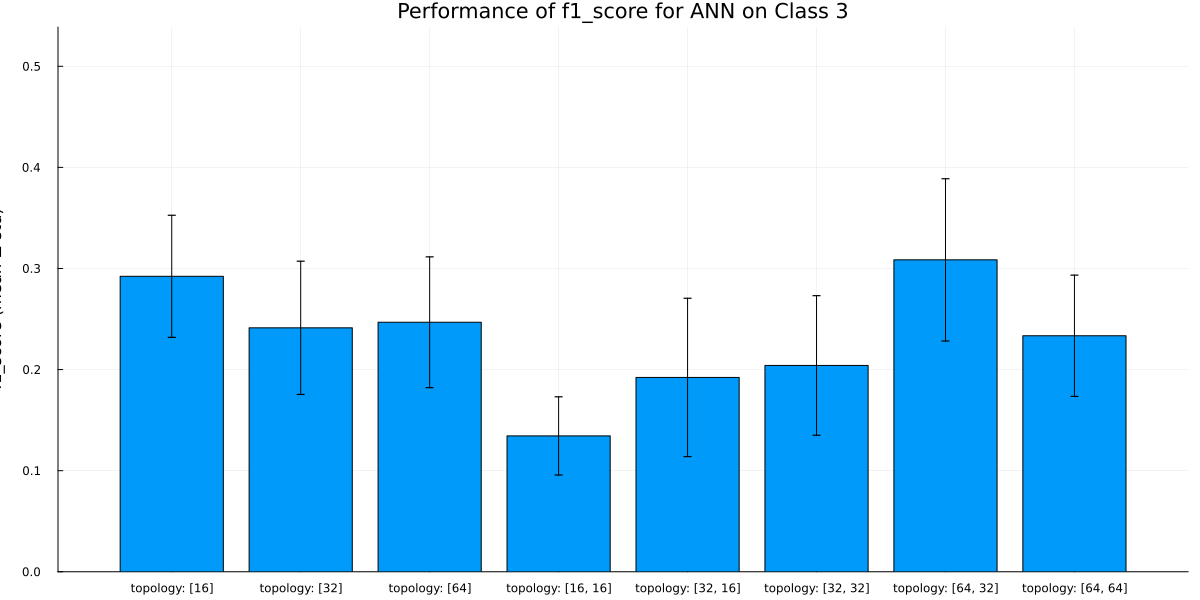 Performance of f1_score for ANN on Class 3
0.5
0.4
0.3
0.2
0.1
0.0
topology: [16]
topology: [32]
topology: [64]
topology: [16, 16]
topology: [32, 16]
topology: [32, 32]
topology: [64, 32]
topology: [64, 64]